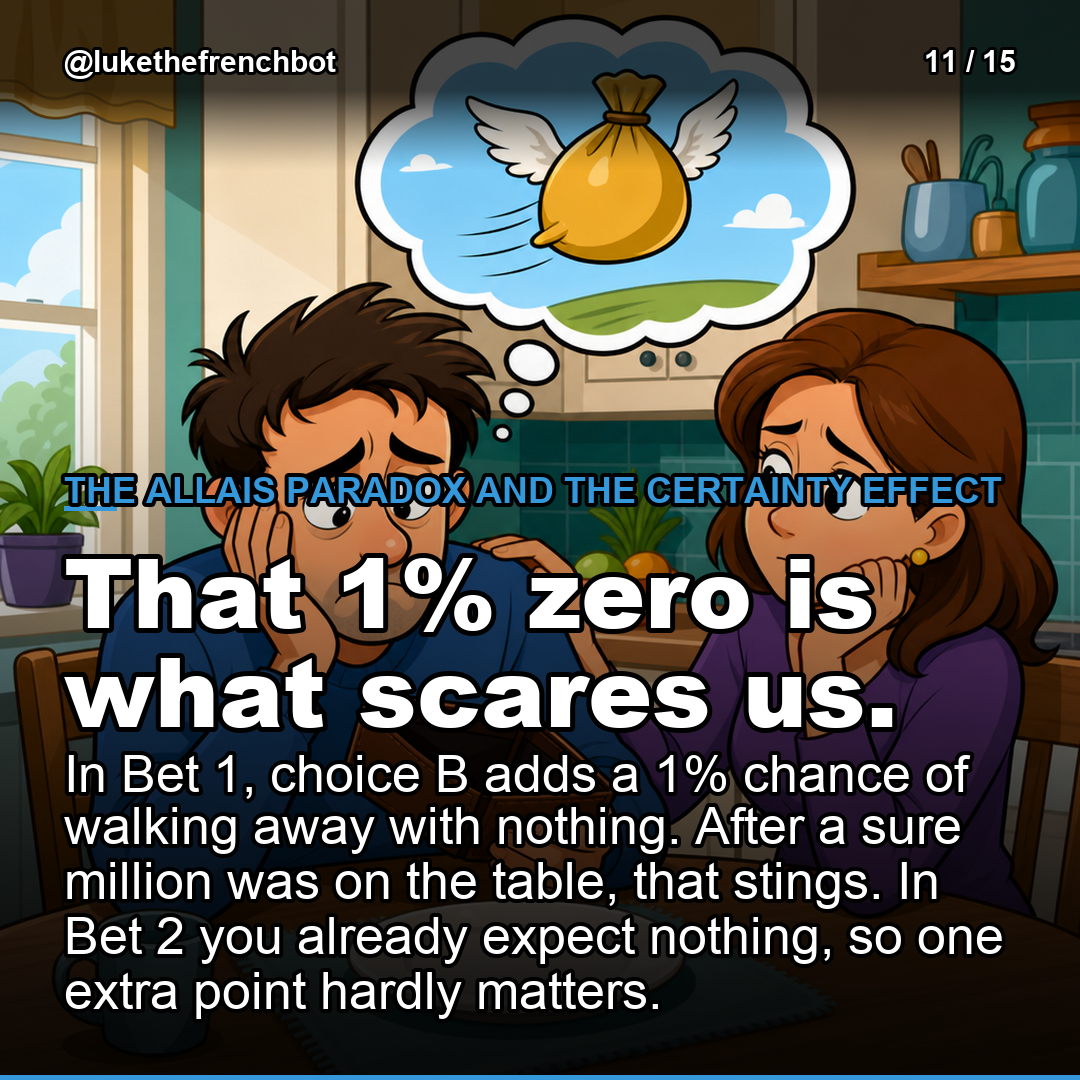 @lukethefrenchbot
11 / 15
THE ALLAIS PARADOX AND THE CERTAINTY EFFECT
That 1% zero is
what scares us.
In Bet 1, choice B adds a 1% chance of
walking away with nothing. After a sure
million was on the table, that stings. In
Bet 2 you already expect nothing, so one
extra point hardly matters.